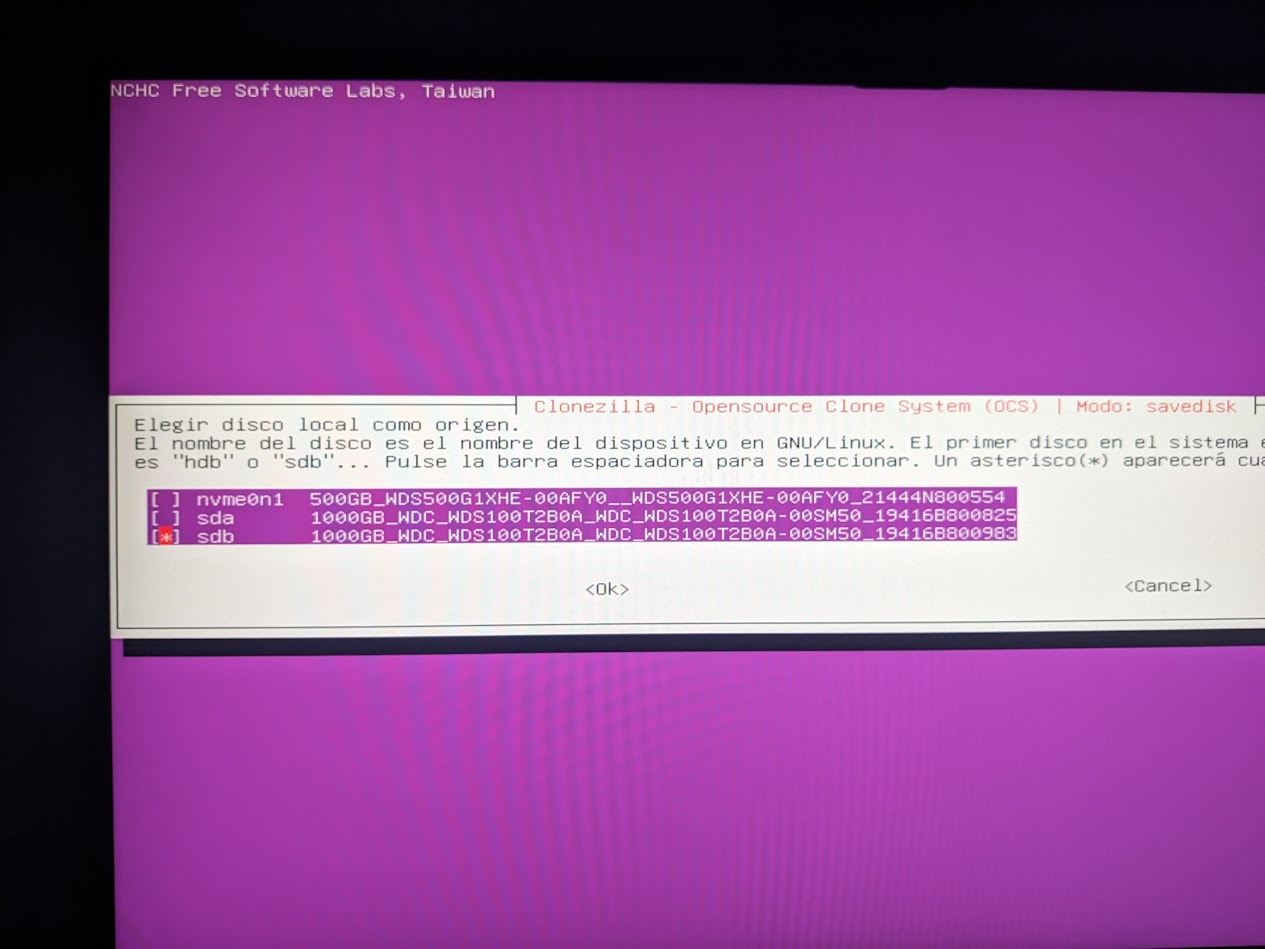 NCHC Free Software Labs, Taiwan
Clonezilla - Opensource Clone System (OCS) | Modo: savedisk
Elegir disco local como origen.
El nombre del disco es el nombre del dispositivo en GNU/Linux. El primer disco en el sistema
es "hdb" o "sdb"... Pulse la barra espaciadora para seleccionar. Un asterisco(*) aparecerá
[ ] nvme0n1 500GB_WDS500G1XHE-00AFY0__WDS500G1XHE-00AFY0_21444N800554
[ ] sda 1000GB_WDC_WDS100T2B0A_WDC_WDS100T2B0A-00SM50_19416B800825
[*] sdb 1000GB_WDC_WDS100T2B0A_WDC_WDS100T2B0A-00SM50_19416B800983
<Ok> <Cancel>